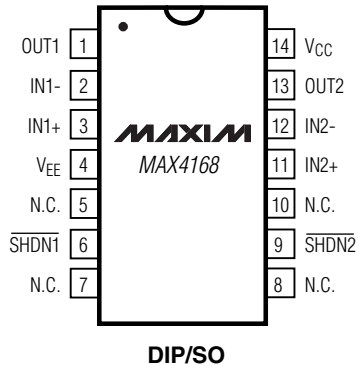 OUT1 1 14 VCC
IN1- 2 13 OUT2
IN1+ 3 MAXIM 12 IN2-
VEE 4 MAX4168 11 IN2+
N.C. 5 10 N.C.
SHDN1 6 9 SHDN2
N.C. 7 8 N.C.
DIP/SO